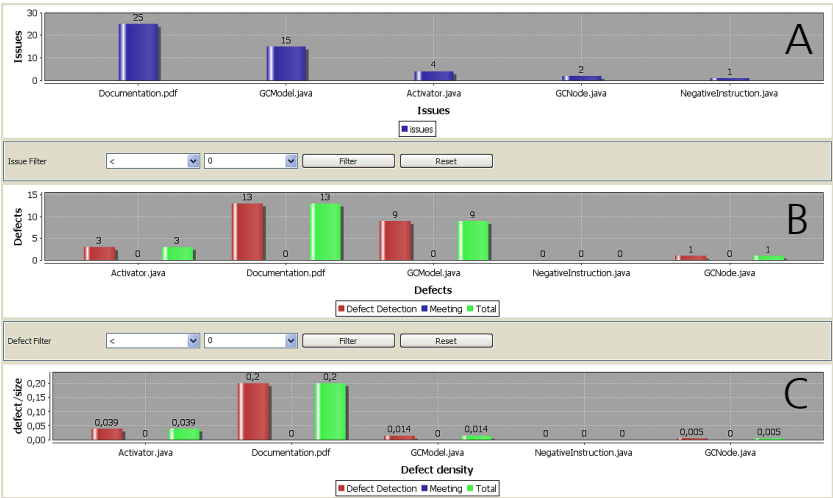 30
25
A
20
15
Issues
10
4
2
1
0
Documentation.pdf GCModel.java Activator.java GCNode.java NegativeInstruction.java
Issues
issues
Issue Filter < 0 Filter Reset
15
13 13
B
10
9 9
Defects
5
3 0 3 0 0 0 0 0 1 0 1
0
Activator.java Documentation.pdf GCModel.java NegativeInstruction.java GCNode.java
Defects
Defect Detection Meeting Total
Defect Filter < 0 Filter Reset
0,2 0,2
C
0,20
0,15
defect/size
0,10
0,05
0,039 0 0,039 0 0,014 0 0,014 0 0 0 0,005 0 0,005
0,00
Activator.java Documentation.pdf GCModel.java NegativeInstruction.java GCNode.java
Defect density
Defect Detection Meeting Total